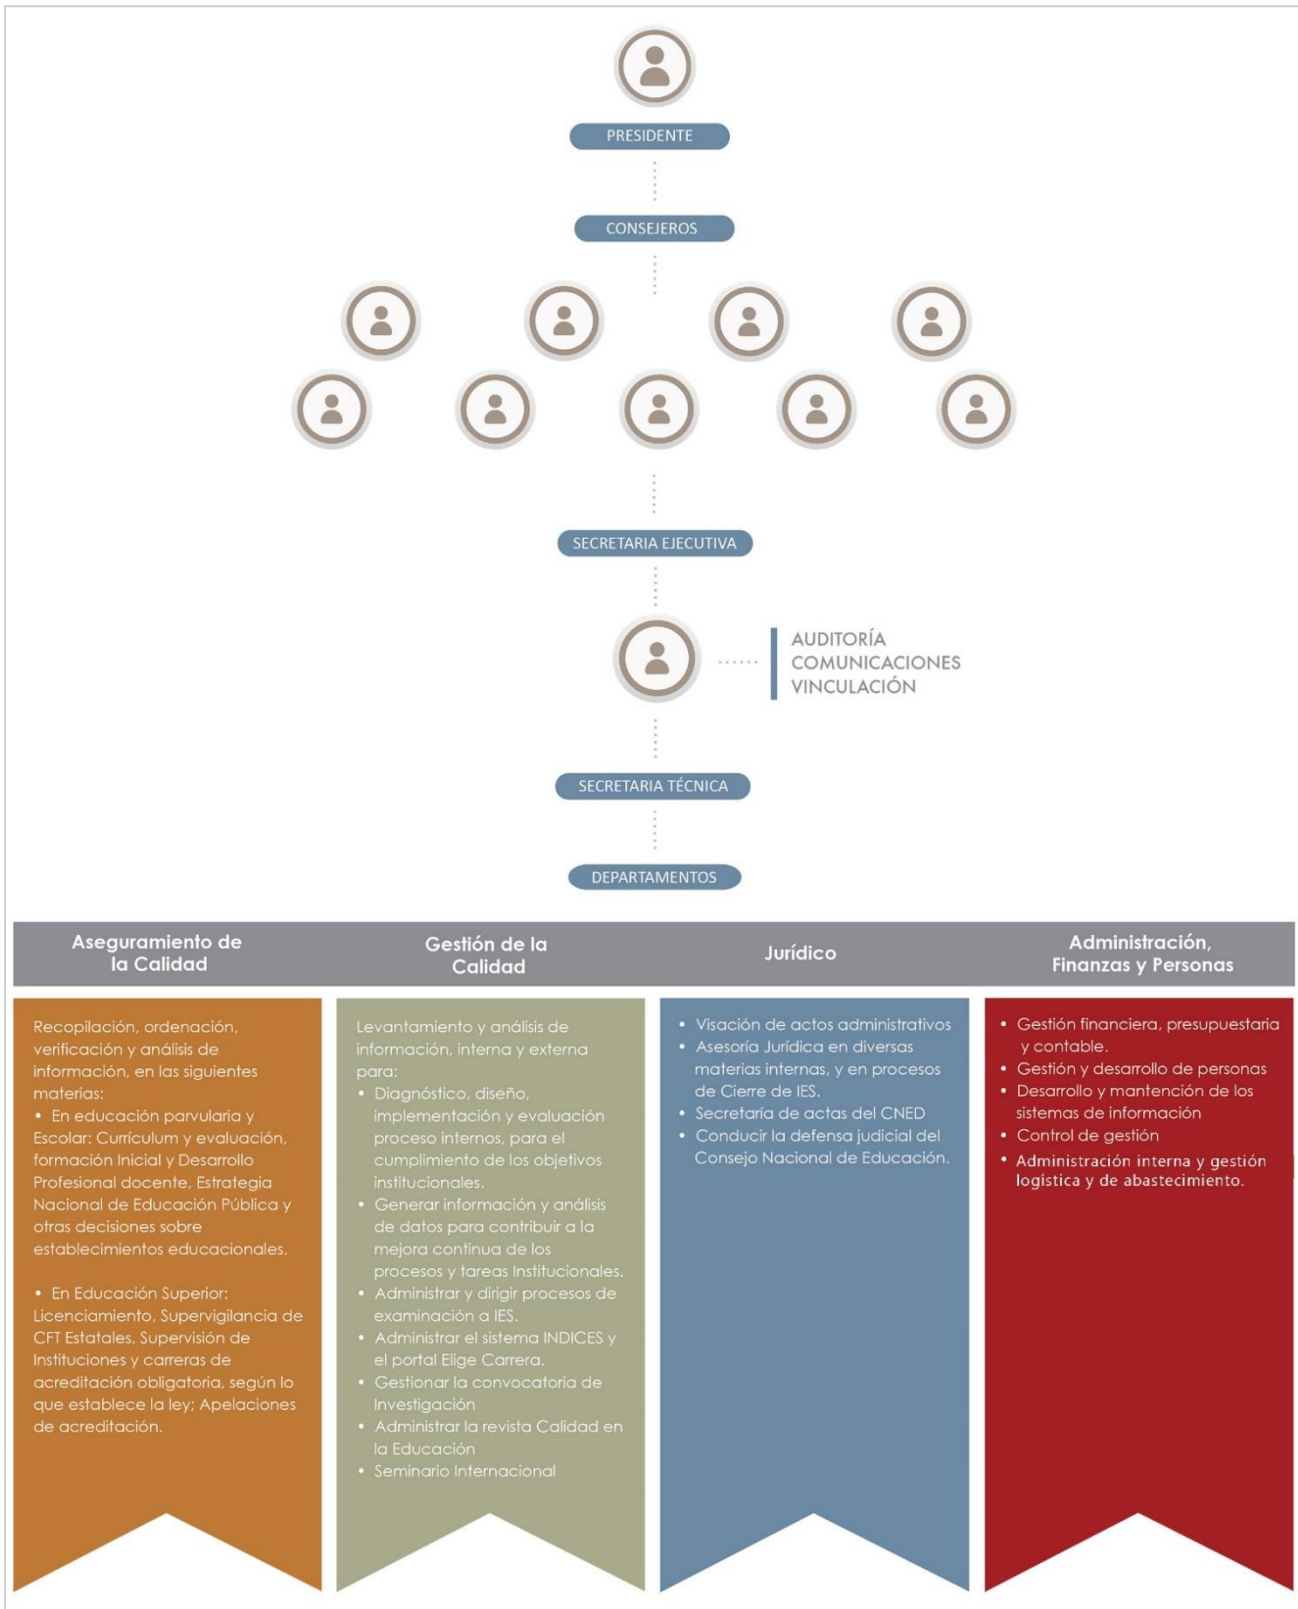 PRESIDENTE
CONSEJEROS
SECRETARIA EJECUTIVA
AUDITORÍA
COMUNICACIONES
VINCULACIÓN
SECRETARIA TÉCNICA
DEPARTAMENTOS
Aseguramiento de
la Calidad
Recopilación, ordenación,
verificación y análisis de
información, en las siguientes
materias:
• En educación parvularia y
Escolar: Currículum y evaluación,
formación Inicial y Desarrollo
Profesional docente, Estrategia
Nacional de Educación Pública y
otras decisiones sobre
establecimientos educacionales.
• En Educación Superior:
Licenciamiento, Supervigilancia de
CFT Estatales, Supervisión de
Instituciones y carreras de
acreditación obligatoria, según lo
que establece la ley; Apelaciones
de acreditación.
Gestión de la
Calidad
Levantamiento y análisis de
información, interna y externa
para:
• Diagnóstico, diseño,
implementación y evaluación
proceso internos, para el
cumplimiento de los objetivos
institucionales.
• Generar información y análisis
de datos para contribuir a la
mejora continua de los
procesos y tareas Institucionales.
• Administrar y dirigir procesos de
examinación a IES.
• Administrar el sistema INDICES y
el portal Elige Carrera.
• Gestionar la convocatoria de
Investigación
• Administrar la revista Calidad en
la Educación
• Seminario Internacional
Jurídico
• Visación de actos administrativos
• Asesoría Jurídica en diversas
materias internas, y en procesos
de Cierre de IES.
• Secretaría de actas del CNED
• Conducir la defensa judicial del
Consejo Nacional de Educación.
Administración,
Finanzas y Personas
• Gestión financiera, presupuestaria
y contable.
• Gestión y desarrollo de personas
• Desarrollo y mantención de los
sistemas de información
• Control de gestión
• Administración interna y gestión
logística y de abastecimiento.